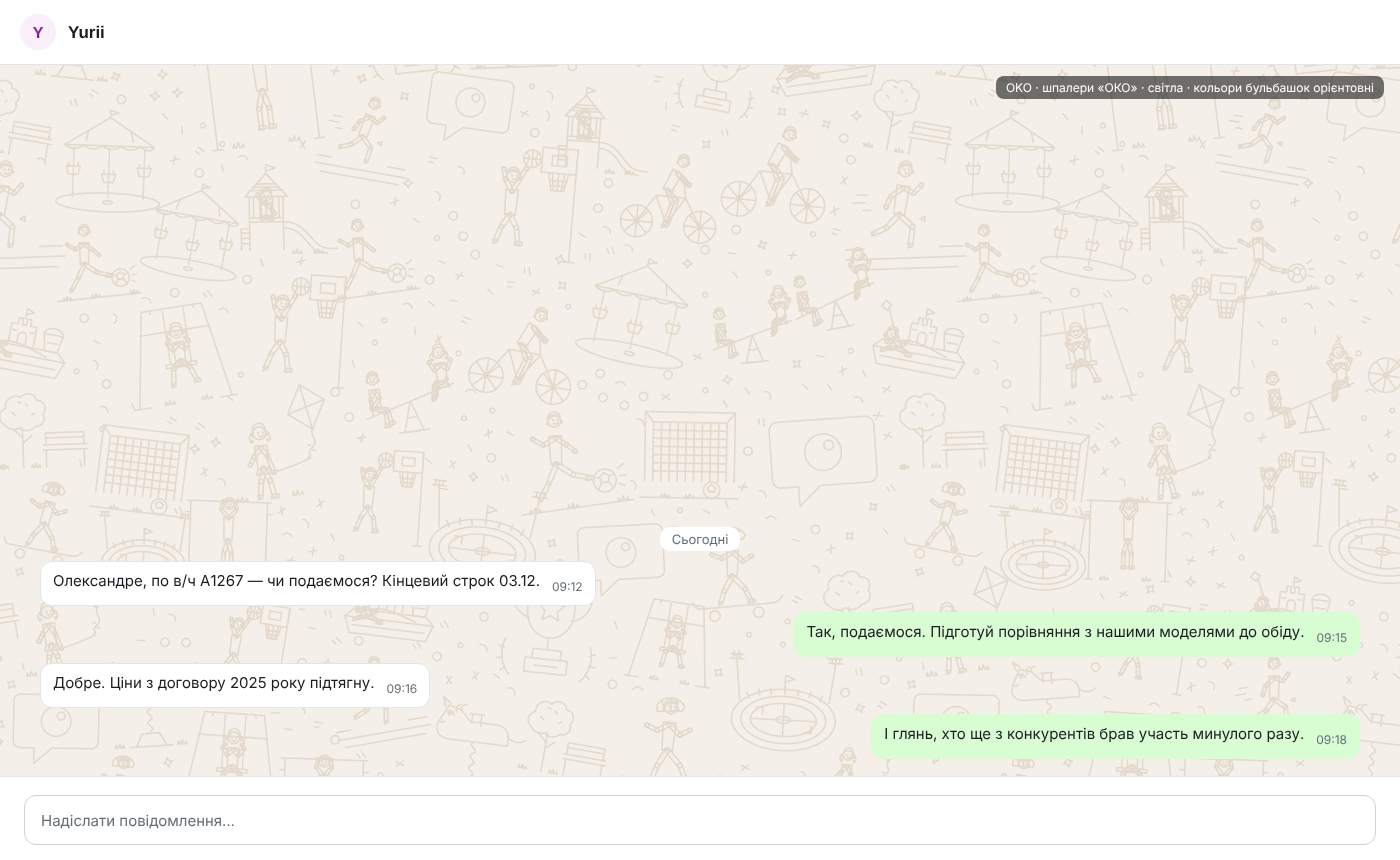 Y
Yurii
ОКО · шпалери «ОКО» · світла · кольори бульбашок орієнтовні
Сьогодні
Олександре, по в/ч А1267 — чи подаємося? Кінцевий строк 03.12. 09:12
Так, подаємося. Підготуй порівняння з нашими моделями до обіду. 09:15
Добре. Ціни з договору 2025 року підтягну. 09:16
І глянь, хто ще з конкурентів брав участь минулого разу. 09:18
Надіслати повідомлення...